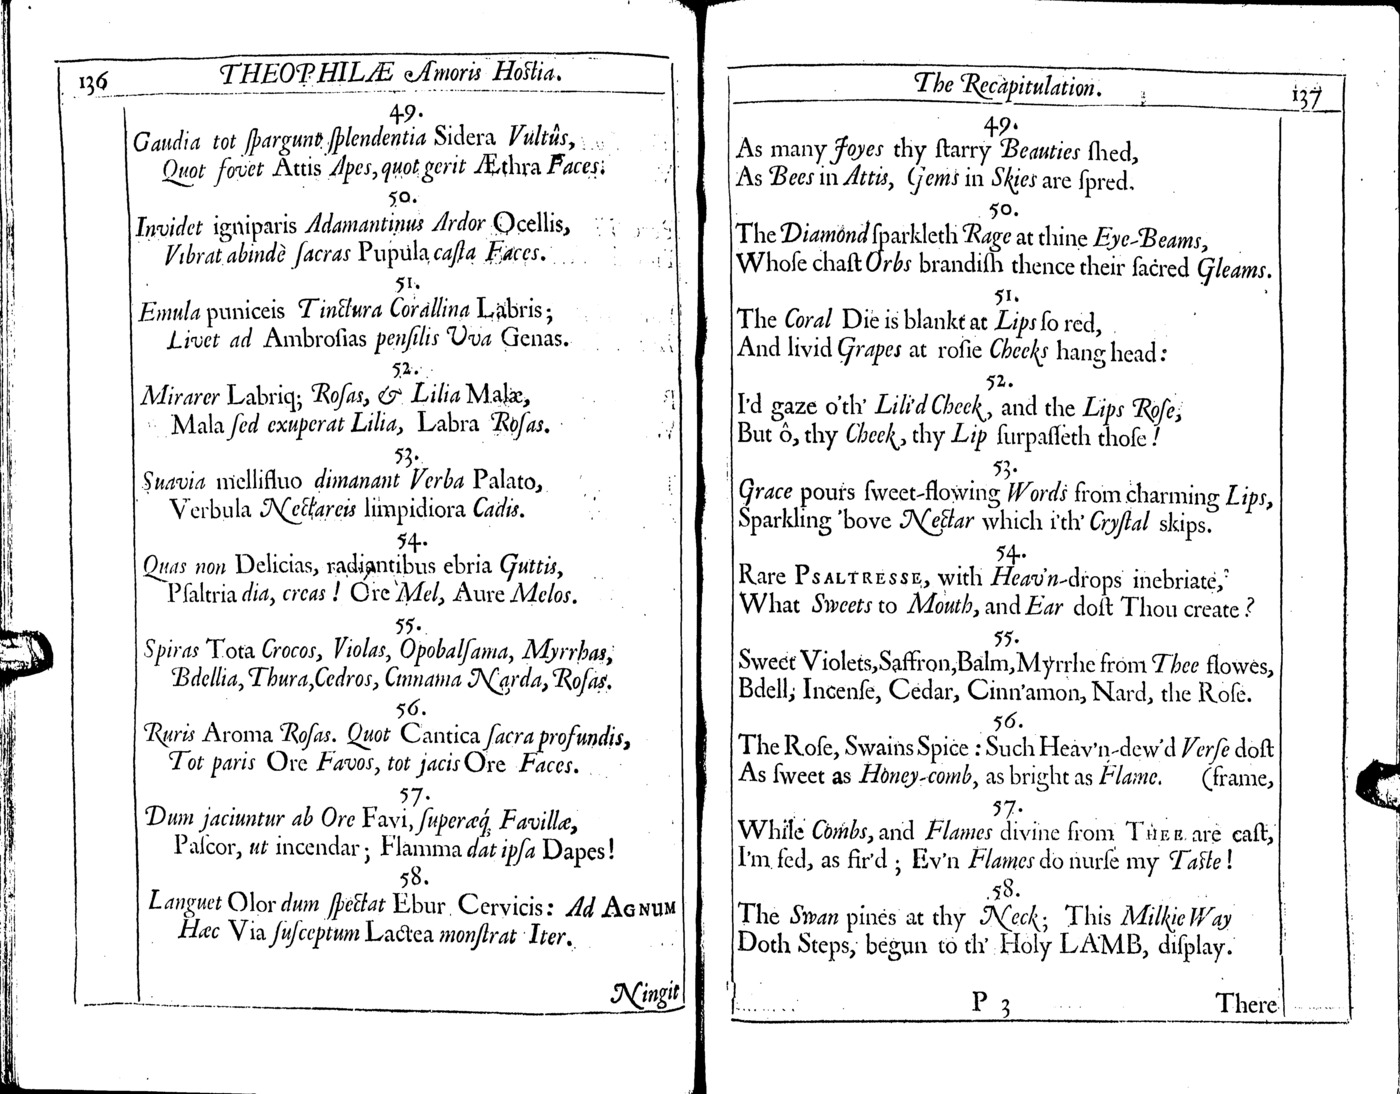 136
THEOPHILÆ Amoris Hostia.
49.
Gaudia tot ſpargunt ſplendentia Sidera Vultûs,
Quot fovet Attis Apes, quot gerit Æthra Faces.
50.
Invidet igniparis Adamantinus Ardor Ocellis,
Vibrat abindè ſacras Pupula caſta Faces.
51.
Emula puniceis Tinctura Corallina Labris;
Livet ad Ambroſias penſilis Uva Genas.
52.
Mirarer Labriq; Roſas, & Lilia Malæ,
Mala ſed exuperat Lilia, Labra Roſas.
53.
Suavia mellifluo dimanant Verba Palato,
Verbula Nectareis limpidiora Cadis.
54.
Quas non Delicias, radiantibus ebria Guttis,
Pſaltria dia, creas! Ore Mel, Aure Melos.
55.
Spiras Tota Crocos, Violas, Opobalſama, Myrrhas,
Bdellia, Thura, Cedros, Cinnama Narda, Roſas.
56.
Ruris Aroma Roſas. Quot Cantica ſacra profundis,
Tot paris Ore Favos, tot jacis Ore Faces.
57.
Dum jaciuntur ab Ore Favi, ſuperæq́; Favillæ,
Paſcor, ut incendar; Flamma dat ipſa Dapes!
58.
Languet Olor dum ſpectat Ebur Cervicis: Ad AGNUM
Hæc Via ſuſceptum Lactea monſtrat Iter.
Ningit
The Recapitulation.
137
49.
As many Joyes thy ſtarry Beauties ſhed,
As Bees in Attis, Gems in Skies are ſpred.
50.
The Diamond ſparkleth Rage at thine Eye-Beams,
Whoſe chaſt Orbs brandiſh thence their ſacred Gleams.
51.
The Coral Die is blankt at Lips ſo red,
And livid Grapes at roſie Cheeks hang head:
52.
I'd gaze o'th' Lili'd Cheek, and the Lips Roſe,
But ô, thy Cheek, thy Lip ſurpaſſeth thoſe!
53.
Grace pours ſweet-flowing Words from charming Lips,
Sparkling 'bove Nectar which i'th' Cryſtal skips.
54.
Rare PSALTRESSE, with Heav'n-drops inebriate,
What Sweets to Mouth, and Ear doſt Thou create?
55.
Sweet Violets, Saffron, Balm, Myrrhe from Thee flowes,
Bdell, Incenſe, Cedar, Cinn'amon, Nard, the Roſe.
56.
The Roſe, Swains Spice: Such Heav'n-dew'd Verſe doſt
As ſweet as Honey-comb, as bright as Flame. (frame,
57.
While Combs, and Flames divine from THEE are caſt,
I'm fed, as fir'd; Ev'n Flames do nurſe my Taſte!
58.
The Swan pines at thy Neck; This Milkie Way
Doth Steps, begun to th' Holy LAMB, diſplay.
P 3
There